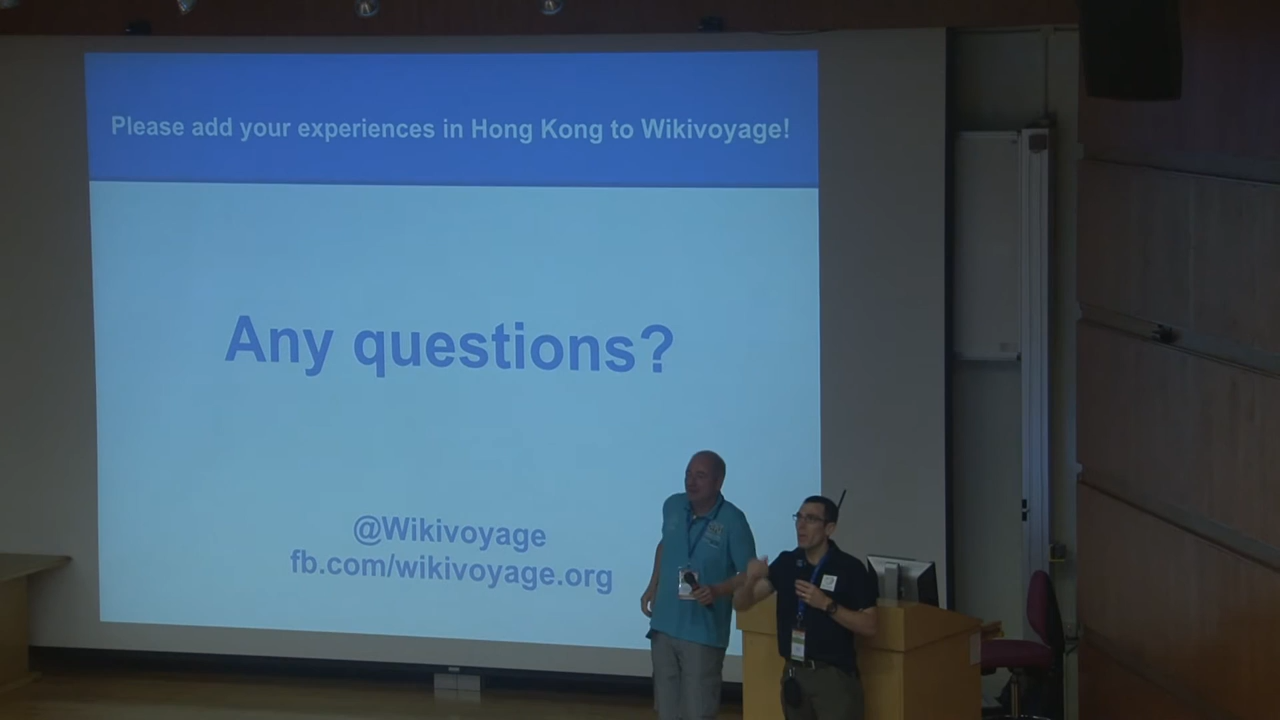 Please add your experiences in Hong Kong to Wikivoyage!
Any questions?
@Wikivoyage
fb.com/wikivoyage.org